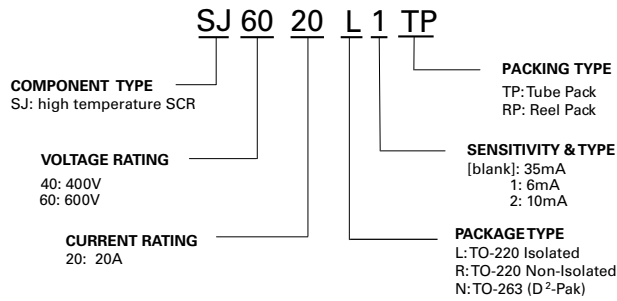 SJ 60 20 L 1 TP
COMPONENT TYPE
SJ: high temperature SCR
VOLTAGE RATING
40: 400V
60: 600V
CURRENT RATING
20: 20A
PACKING TYPE
TP: Tube Pack
RP: Reel Pack
SENSITIVITY & TYPE
[blank]: 35mA
1: 6mA
2: 10mA
PACKAGE TYPE
L: TO-220 Isolated
R: TO-220 Non-Isolated
N: TO-263 (D²-Pak)